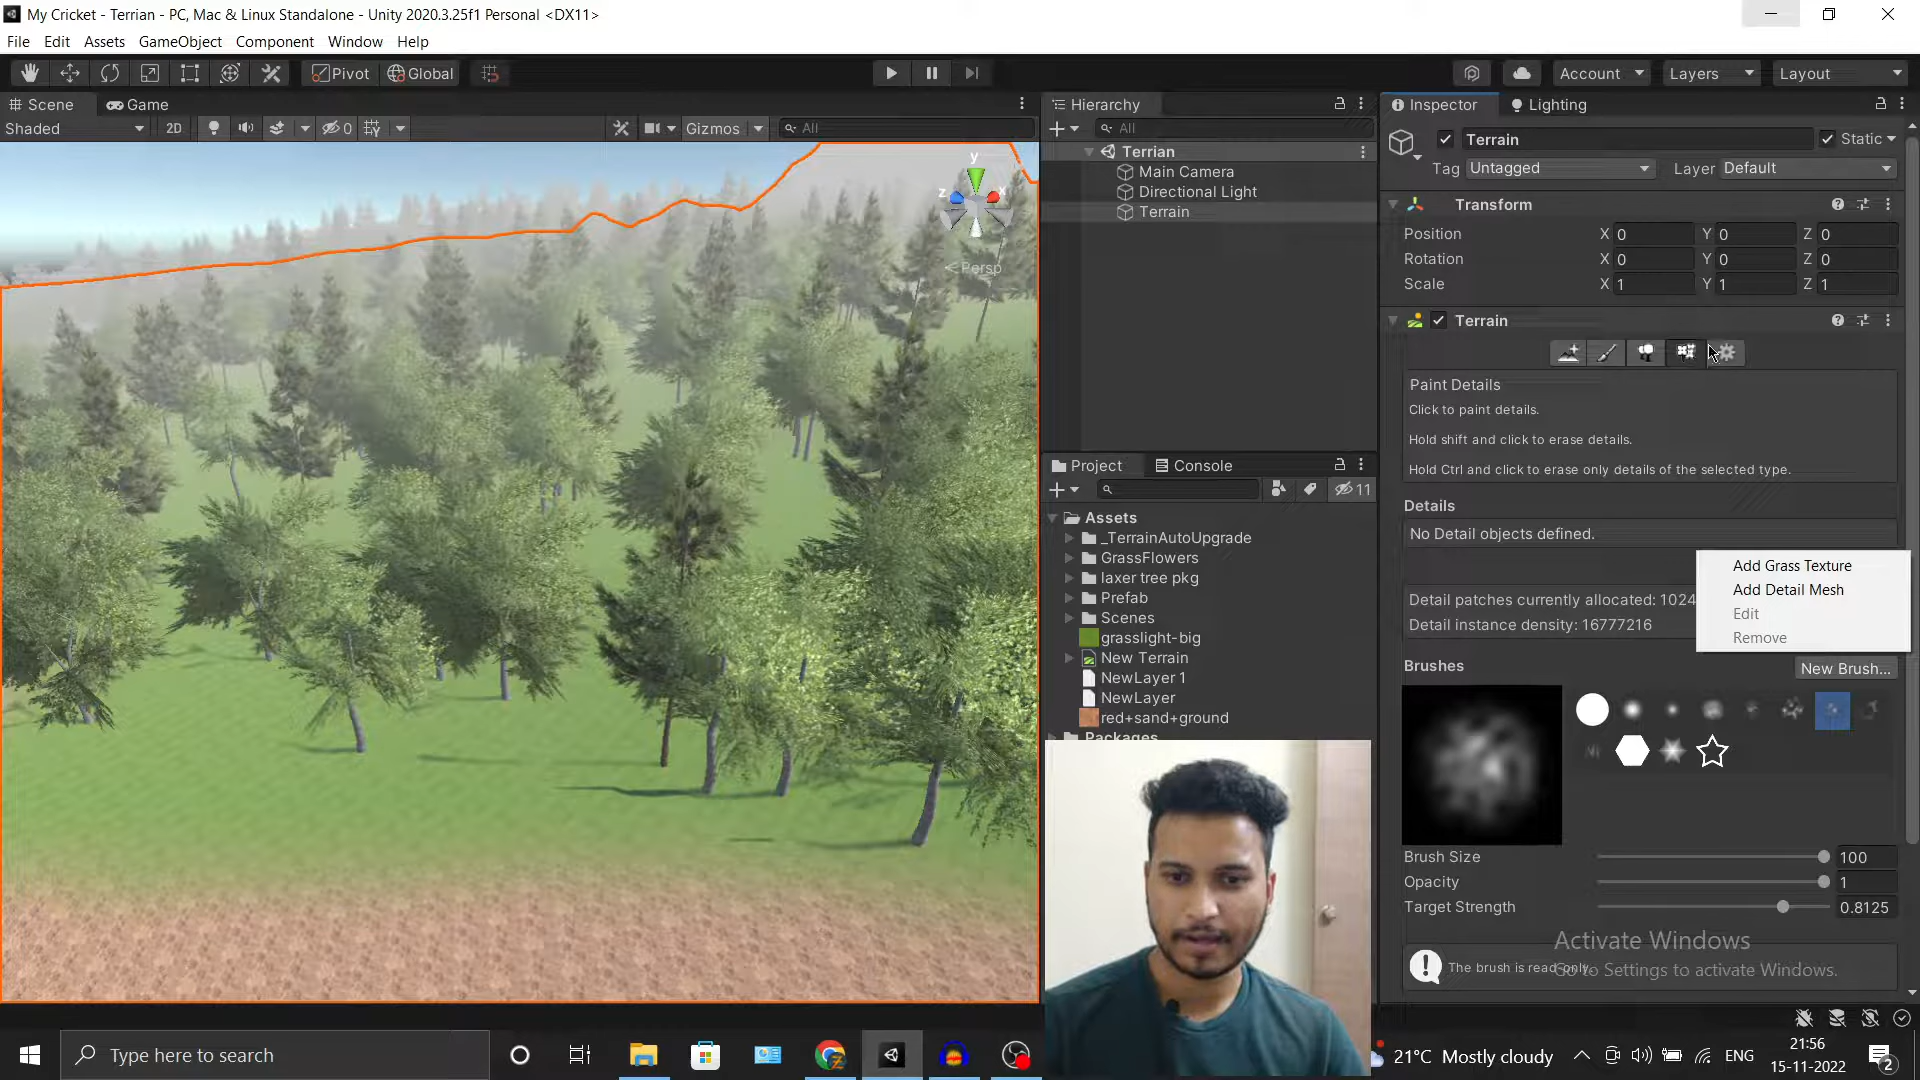 My Cricket - Terrian - PC, Mac & Linux Standalone - Unity 2020.3.25f1 Personal <DX11>
File Edit Assets GameObject Component Window Help
Pivot Global Account Layers Layout
Scene Game
Shaded 2D 0 Gizmos All
y
z x
Persp
Hierarchy
All
Terrian
Main Camera
Directional Light
Terrain
Project Console
11
Assets
_TerrainAutoUpgrade
GrassFlowers
laxer tree pkg
Prefab
Scenes
grasslight-big
New Terrain
NewLayer 1
NewLayer
red+sand+ground
Packages
Inspector Lighting
Terrain Static
Tag Untagged Layer Default
Transform
Position X 0 Y 0 Z 0
Rotation X 0 Y 0 Z 0
Scale X 1 Y 1 Z 1
Terrain
Paint Details
Click to paint details.
Hold shift and click to erase details.
Hold Ctrl and click to erase only details of the selected type.
Details
No Detail objects defined.
Add Grass Texture
Add Detail Mesh
Edit
Remove
Detail patches currently allocated: 1024
Detail instance density: 16777216
Brushes New Brush...
Brush Size 100
Opacity 1
Target Strength 0.8125
Activate Windows
Go to Settings to activate Windows.
The brush is read only.
Type here to search
21°C Mostly cloudy ENG
21:56
15-11-2022
2